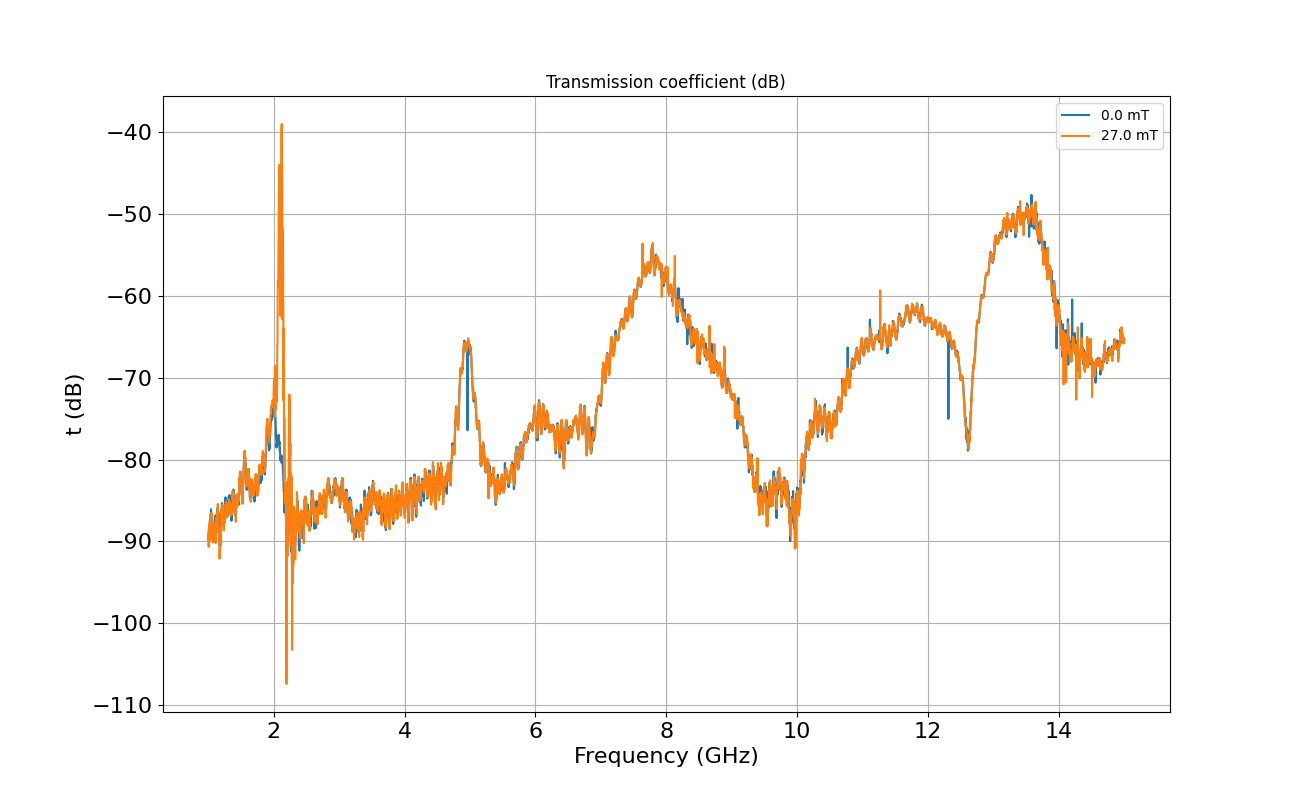 Transmission coefficient (dB)
0.0 mT
27.0 mT
−40
−50
−60
−70
−80
−90
−100
−110
t (dB)
2 4 6 8 10 12 14
Frequency (GHz)